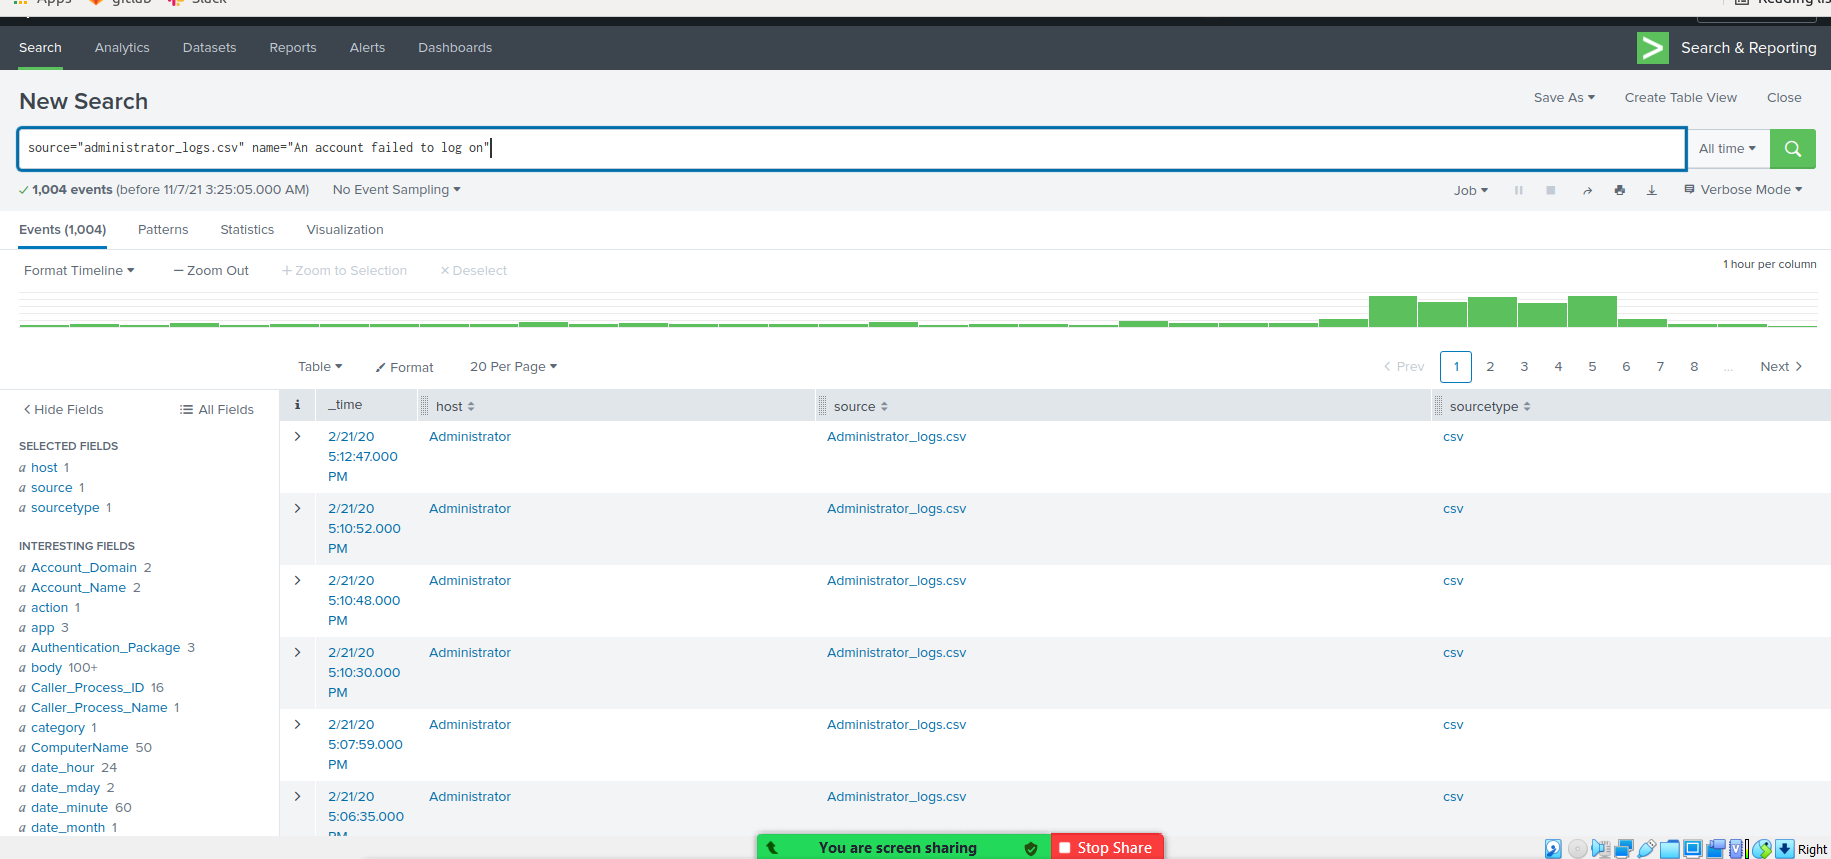 Apps gitlab Slack Reading lis
Search Analytics Datasets Reports Alerts Dashboards
> Search & Reporting
New Search
Save As Create Table View Close
source="administrator_logs.csv" name="An account failed to log on"
All time
1,004 events (before 11/7/21 3:25:05.000 AM) No Event Sampling
Job Verbose Mode
Events (1,004) Patterns Statistics Visualization
Format Timeline — Zoom Out + Zoom to Selection × Deselect
1 hour per column
Table Format 20 Per Page
< Prev 1 2 3 4 5 6 7 8 ... Next >
< Hide Fields All Fields
i _time host source sourcetype
SELECTED FIELDS
a host 1
a source 1
a sourcetype 1
INTERESTING FIELDS
a Account_Domain 2
a Account_Name 2
a action 1
a app 3
a Authentication_Package 3
a body 100+
a Caller_Process_ID 16
a Caller_Process_Name 1
a category 1
a ComputerName 50
a date_hour 24
a date_mday 2
a date_minute 60
a date_month 1
> 2/21/20 Administrator Administrator_logs.csv csv
5:12:47.000
PM
> 2/21/20 Administrator Administrator_logs.csv csv
5:10:52.000
PM
> 2/21/20 Administrator Administrator_logs.csv csv
5:10:48.000
PM
> 2/21/20 Administrator Administrator_logs.csv csv
5:10:30.000
PM
> 2/21/20 Administrator Administrator_logs.csv csv
5:07:59.000
PM
> 2/21/20 Administrator Administrator_logs.csv csv
5:06:35.000
PM
You are screen sharing Stop Share
Right